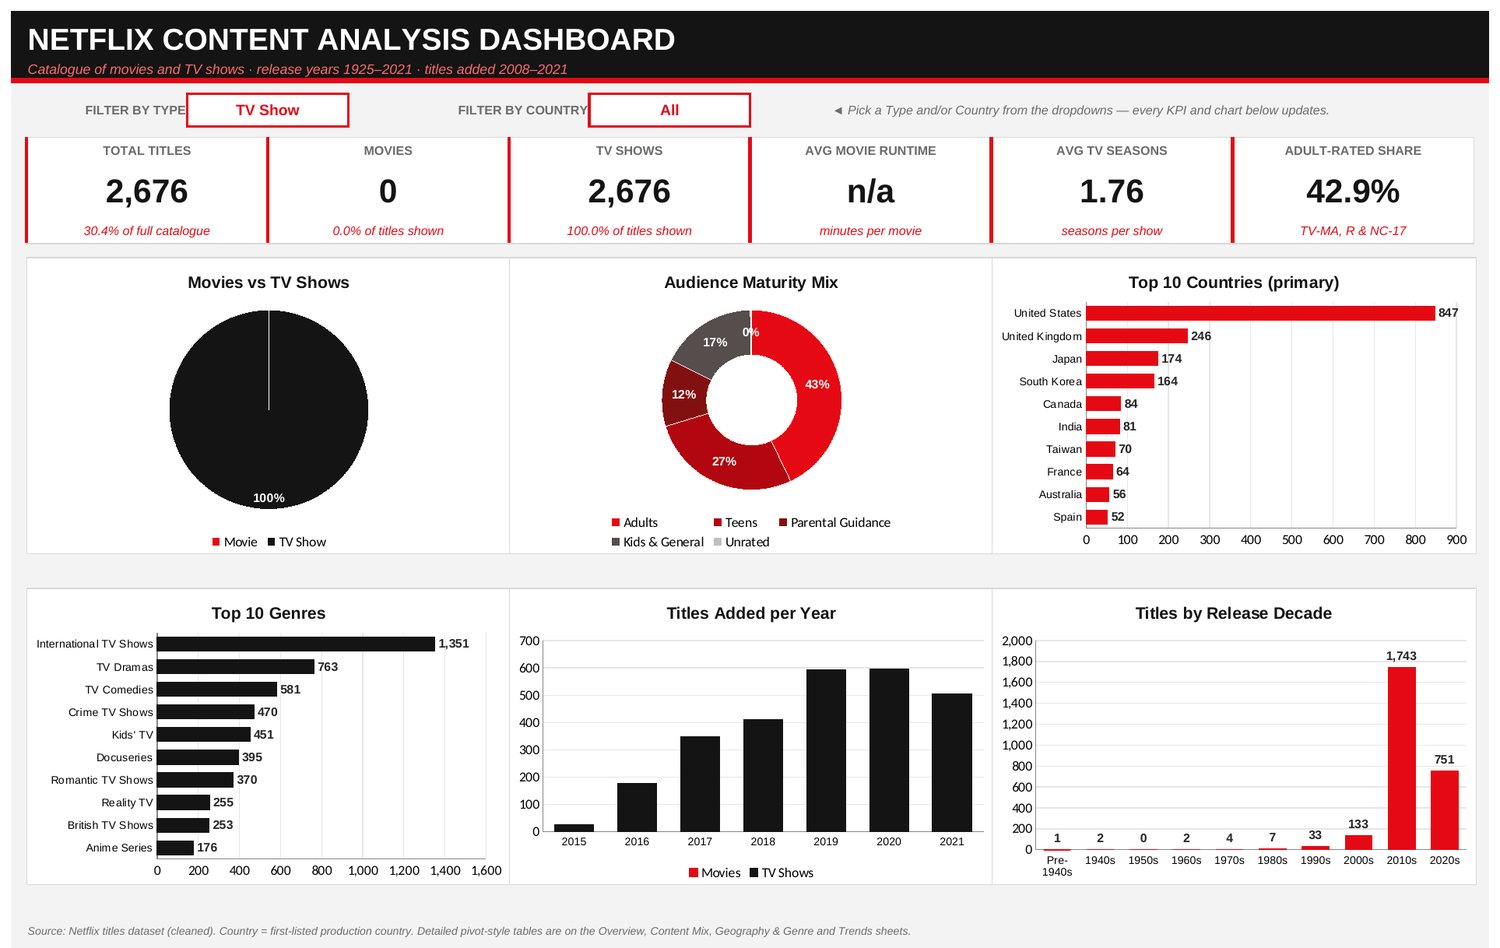 NETFLIX CONTENT ANALYSIS DASHBOARD
Catalogue of movies and TV shows · release years 1925–2021 · titles added 2008–2021
FILTER BY TYPE TV Show FILTER BY COUNTRY All ◄ Pick a Type and/or Country from the dropdowns — every KPI and chart below updates.
TOTAL TITLES MOVIES TV SHOWS AVG MOVIE RUNTIME AVG TV SEASONS ADULT-RATED SHARE
2,676 0 2,676 n/a 1.76 42.9%
30.4% of full catalogue 0.0% of titles shown 100.0% of titles shown minutes per movie seasons per show TV-MA, R & NC-17
Movies vs TV Shows
100%
Movie TV Show
Audience Maturity Mix
0%
17%
43%
12%
27%
Adults Teens Parental Guidance
Kids & General Unrated
Top 10 Countries (primary)
United States 847
United Kingdom 246
Japan 174
South Korea 164
Canada 84
India 81
Taiwan 70
France 64
Australia 56
Spain 52
0 100 200 300 400 500 600 700 800 900
Top 10 Genres
International TV Shows 1,351
TV Dramas 763
TV Comedies 581
Crime TV Shows 470
Kids' TV 451
Docuseries 395
Romantic TV Shows 370
Reality TV 255
British TV Shows 253
Anime Series 176
0 200 400 600 800 1,000 1,200 1,400 1,600
Titles Added per Year
700
600
500
400
300
200
100
0
2015 2016 2017 2018 2019 2020 2021
Movies TV Shows
Titles by Release Decade
2,000
1,800
1,600
1,400
1,200
1,000
800
600
400
200
0
1 2 0 2 4 7 33 133 1,743 751
Pre- 1940s 1950s 1960s 1970s 1980s 1990s 2000s 2010s 2020s
1940s
Source: Netflix titles dataset (cleaned). Country = first-listed production country. Detailed pivot-style tables are on the Overview, Content Mix, Geography & Genre and Trends sheets.